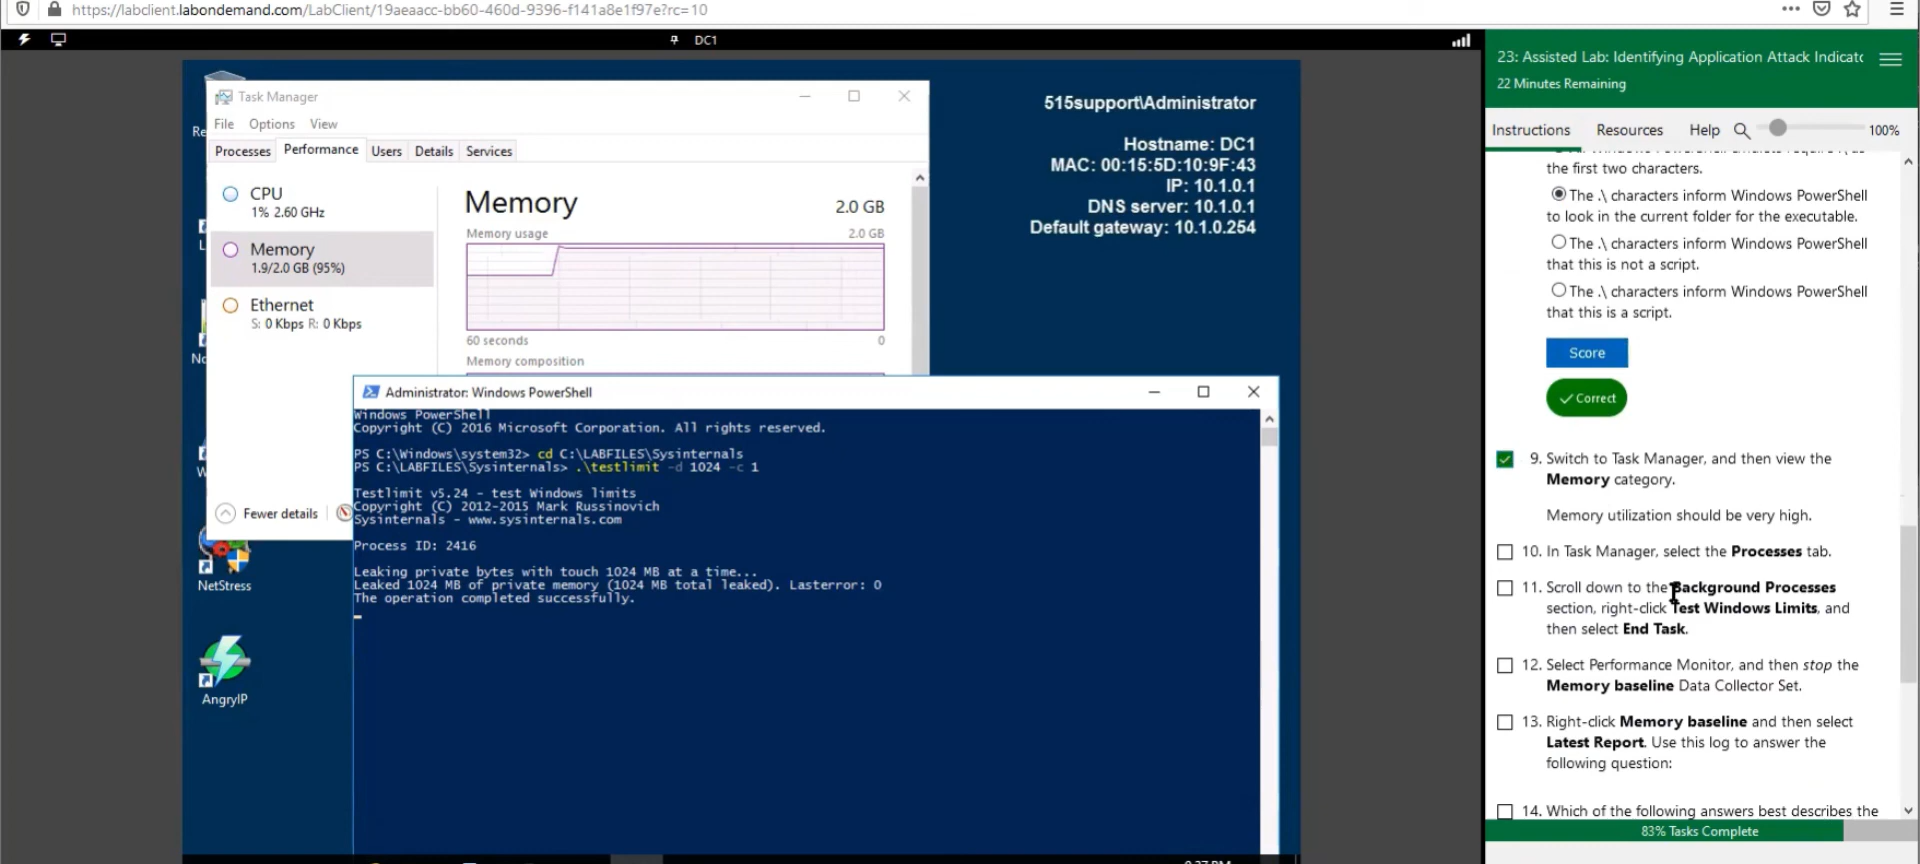 https://labclient.labondemand.com/LabClient/19aeaacc-bb60-460d-9396-f141a8e1f97e?rc=10
DC1
Task Manager
File Options View
Processes Performance Users Details Services
CPU
1% 2.60 GHz
Memory
1.9/2.0 GB (95%)
Ethernet
S: 0 Kbps R: 0 Kbps
Memory 2.0 GB
Memory usage 2.0 GB
60 seconds 0
Memory composition
Fewer details
515support\Administrator
Hostname: DC1
MAC: 00:15:5D:10:9F:43
IP: 10.1.0.1
DNS server: 10.1.0.1
Default gateway: 10.1.0.254
NetStress
AngryIP
Administrator: Windows PowerShell
Windows PowerShell
Copyright (C) 2016 Microsoft Corporation. All rights reserved.
PS C:\Windows\system32> cd C:\LABFILES\Sysinternals
PS C:\LABFILES\Sysinternals> .\testlimit -d 1024 -c 1
Testlimit v5.24 - test Windows limits
Copyright (C) 2012-2015 Mark Russinovich
Sysinternals - www.sysinternals.com
Process ID: 2416
Leaking private bytes with touch 1024 MB at a time...
Leaked 1024 MB of private memory (1024 MB total leaked). Lasterror: 0
The operation completed successfully.
23: Assisted Lab: Identifying Application Attack Indicato
22 Minutes Remaining
Instructions Resources Help 100%
the first two characters.
The .\ characters inform Windows PowerShell
to look in the current folder for the executable.
The .\ characters inform Windows PowerShell
that this is not a script.
The .\ characters inform Windows PowerShell
that this is a script.
Score
Correct
9. Switch to Task Manager, and then view the
Memory category.
Memory utilization should be very high.
10. In Task Manager, select the Processes tab.
11. Scroll down to the Background Processes
section, right-click Test Windows Limits, and
then select End Task.
12. Select Performance Monitor, and then stop the
Memory baseline Data Collector Set.
13. Right-click Memory baseline and then select
Latest Report. Use this log to answer the
following question:
14. Which of the following answers best describes the
83% Tasks Complete